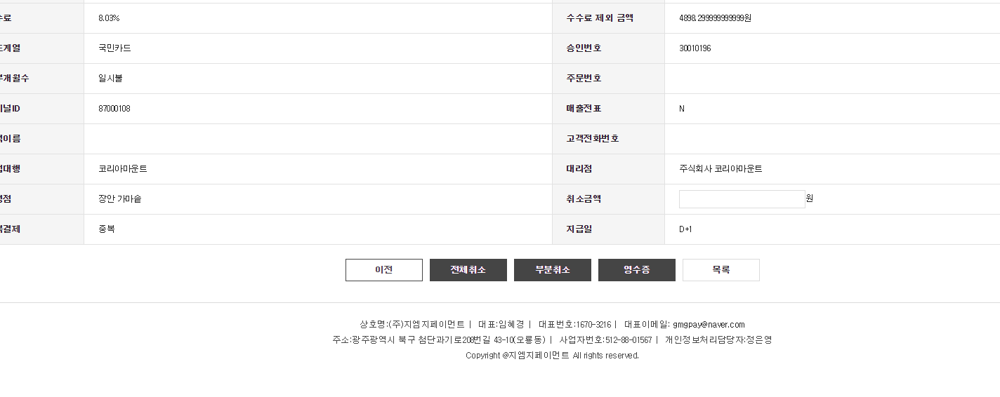 수료 8.03% 수수료 제외 금액 4898.299999999999원
드계열 국민카드 승인번호 30010196
부개월수 일시불 주문번호
미널ID 87000108 매출전표 N
객이름 고객전화번호
업대행 코리아마운트 대리점 주식회사 코리아마운트
맹점 장안 가마솥 취소금액 원
복결제 중복 지급일 D+1
이전 전체취소 부분취소 영수증 목록
상호명:(주)지엠지페이먼트 | 대표:임혜경 | 대표번호:1670-3216 | 대표이메일: gmgpay@naver.com
주소:광주광역시 북구 첨단과기로208번길 43-10(오룡동) | 사업자번호:512-88-01567 | 개인정보처리담당자:정은영
Copyright @지엠지페이먼트 All rights reserved.